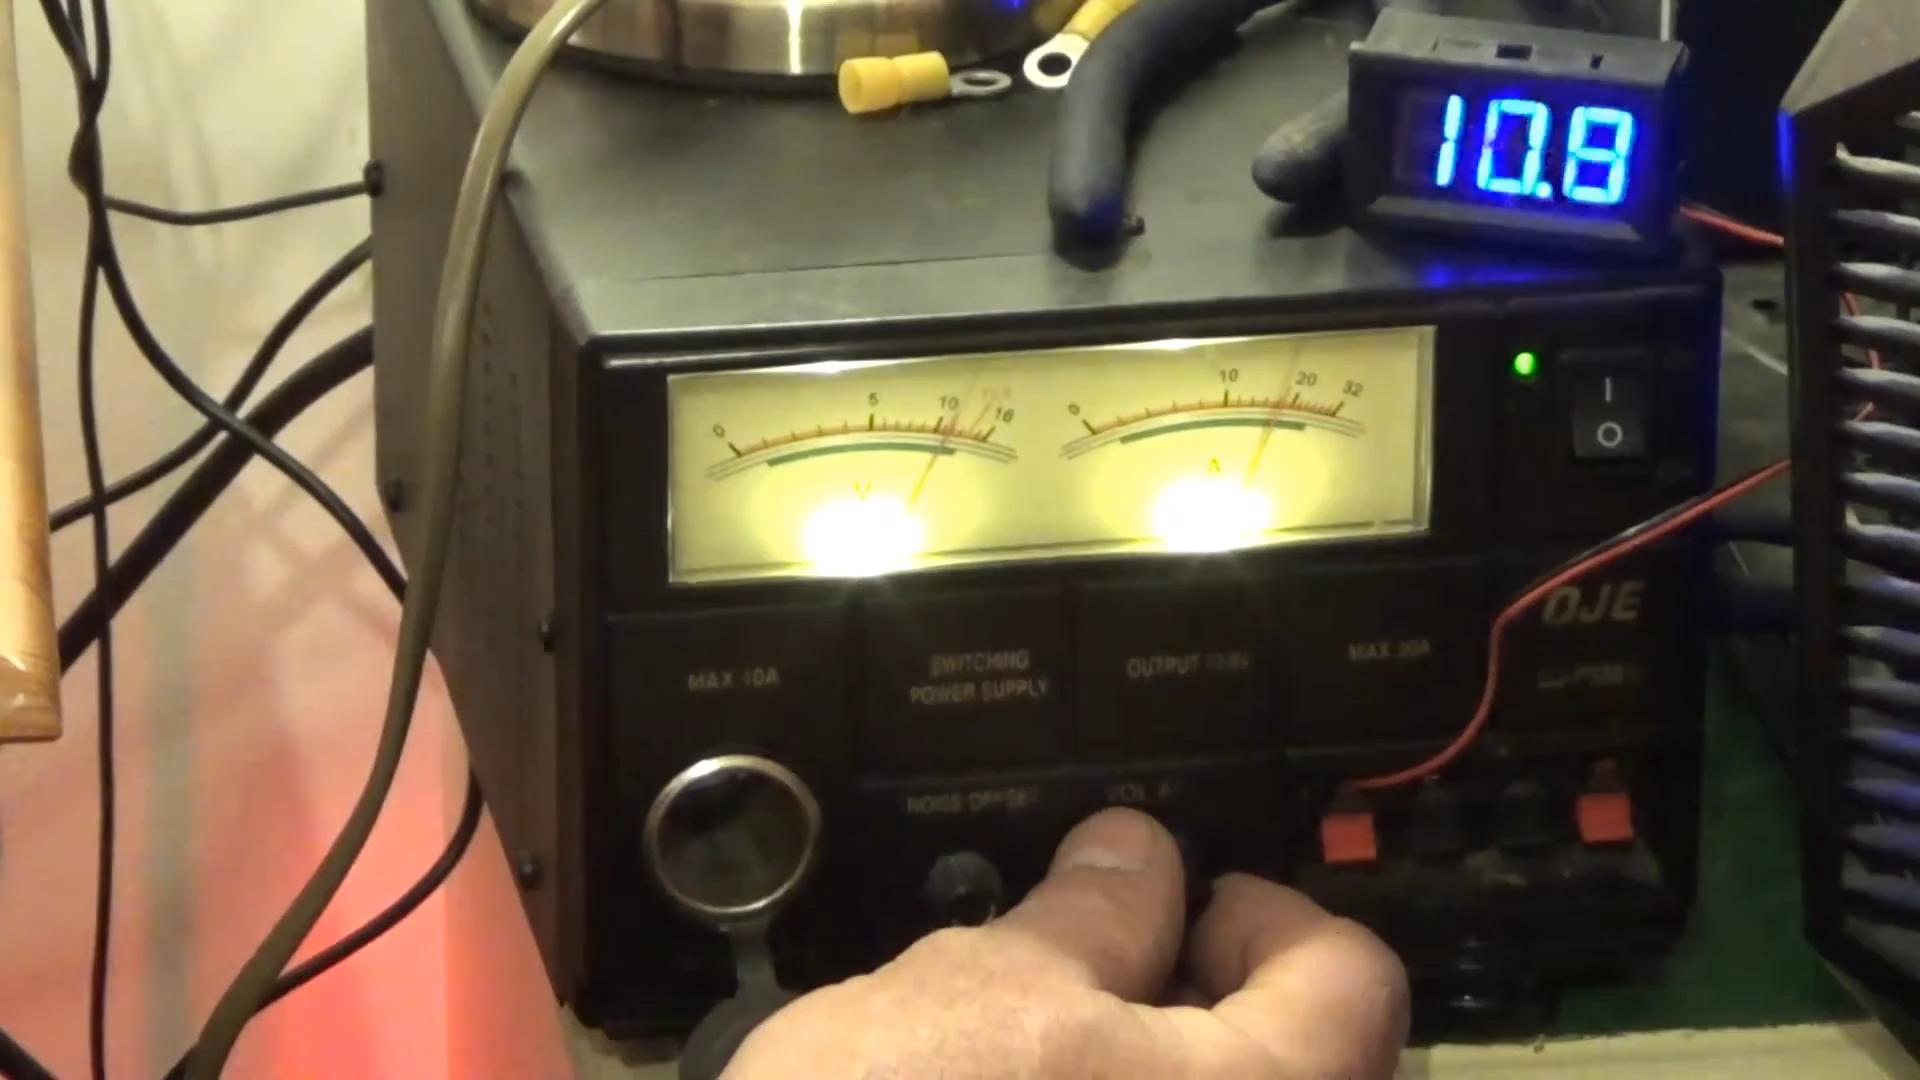 10.8
0 5 10 16
V
0 10 20 32
A
I
O
QJE
MAX 10A
SWITCHING
POWER SUPPLY
OUTPUT
MAX 30A
NOISE OFFSET